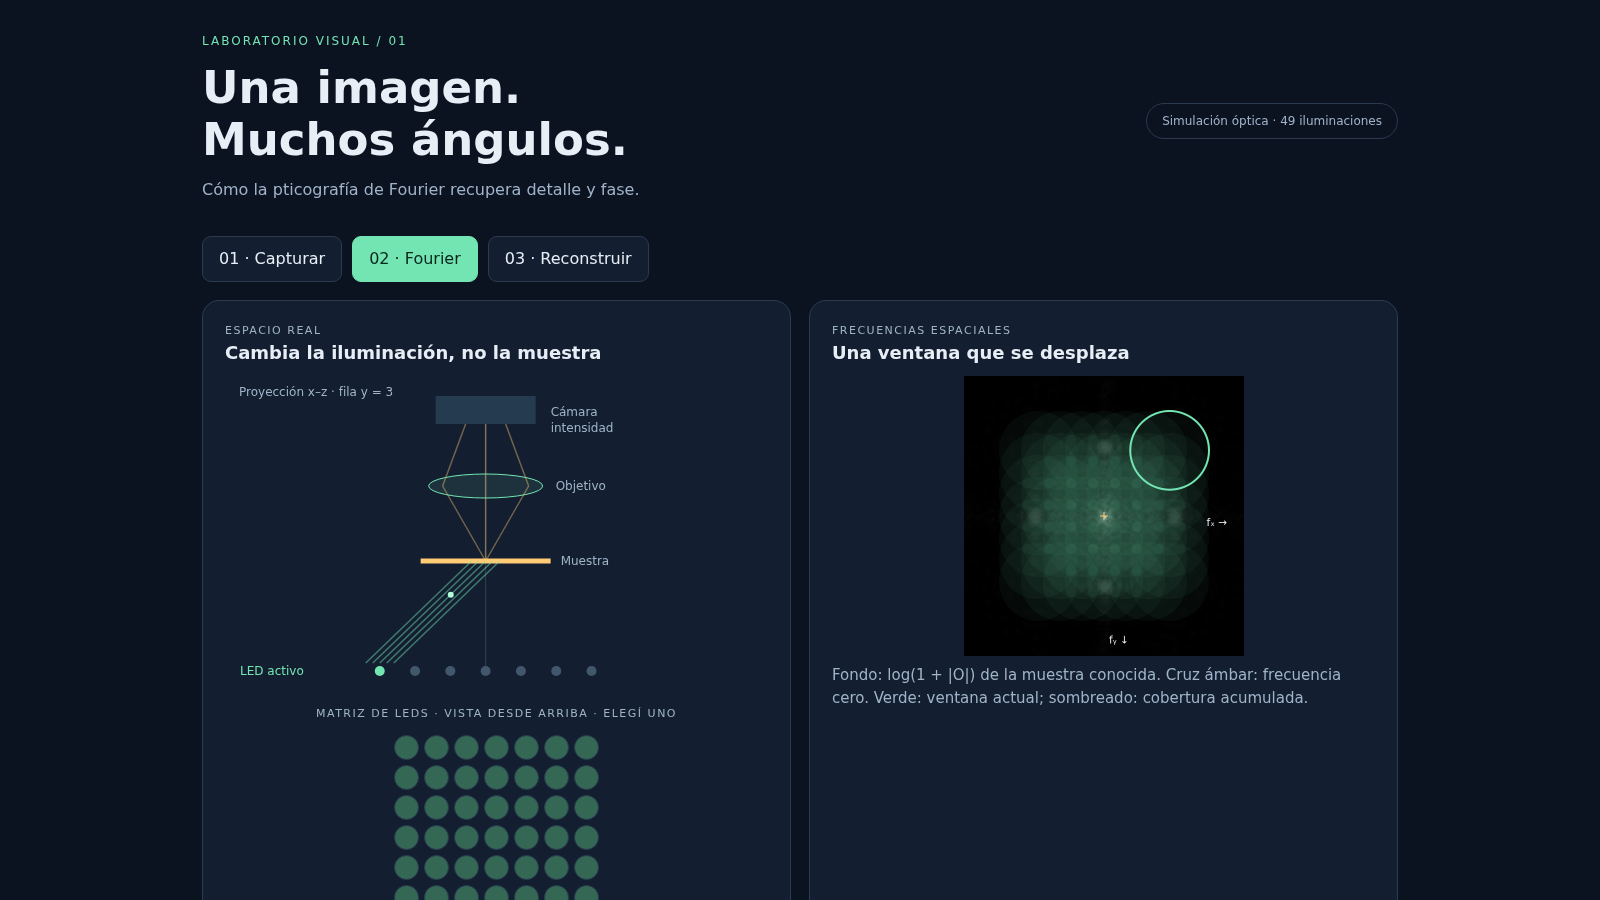 LABORATORIO VISUAL / 01
Una imagen.
Muchos ángulos.
Cómo la pticografía de Fourier recupera detalle y fase.
Simulación óptica · 49 iluminaciones
01 · Capturar
02 · Fourier
03 · Reconstruir
ESPACIO REAL
Cambia la iluminación, no la muestra
Proyección x–z · fila y = 3
Cámara
intensidad
Objetivo
Muestra
LED activo
MATRIZ DE LEDS · VISTA DESDE ARRIBA · ELEGÍ UNO
FRECUENCIAS ESPACIALES
Una ventana que se desplaza
fₓ →
fᵧ ↓
Fondo: log(1 + |O|) de la muestra conocida. Cruz ámbar: frecuencia
cero. Verde: ventana actual; sombreado: cobertura acumulada.